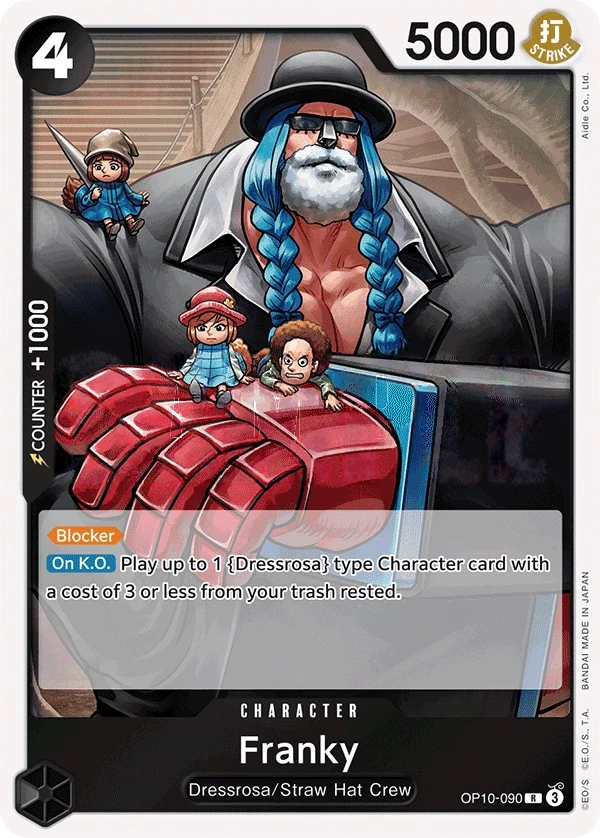 4
5000
打
STRIKE
Aidle Co., Ltd.
COUNTER +1000
Blocker
On K.O. Play up to 1 {Dressrosa} type Character card with
a cost of 3 or less from your trash rested.
CHARACTER
Franky
Dressrosa/Straw Hat Crew
OP10-090 R 3
©EO/S ©E.O./S., T.A. BANDAI MADE IN JAPAN